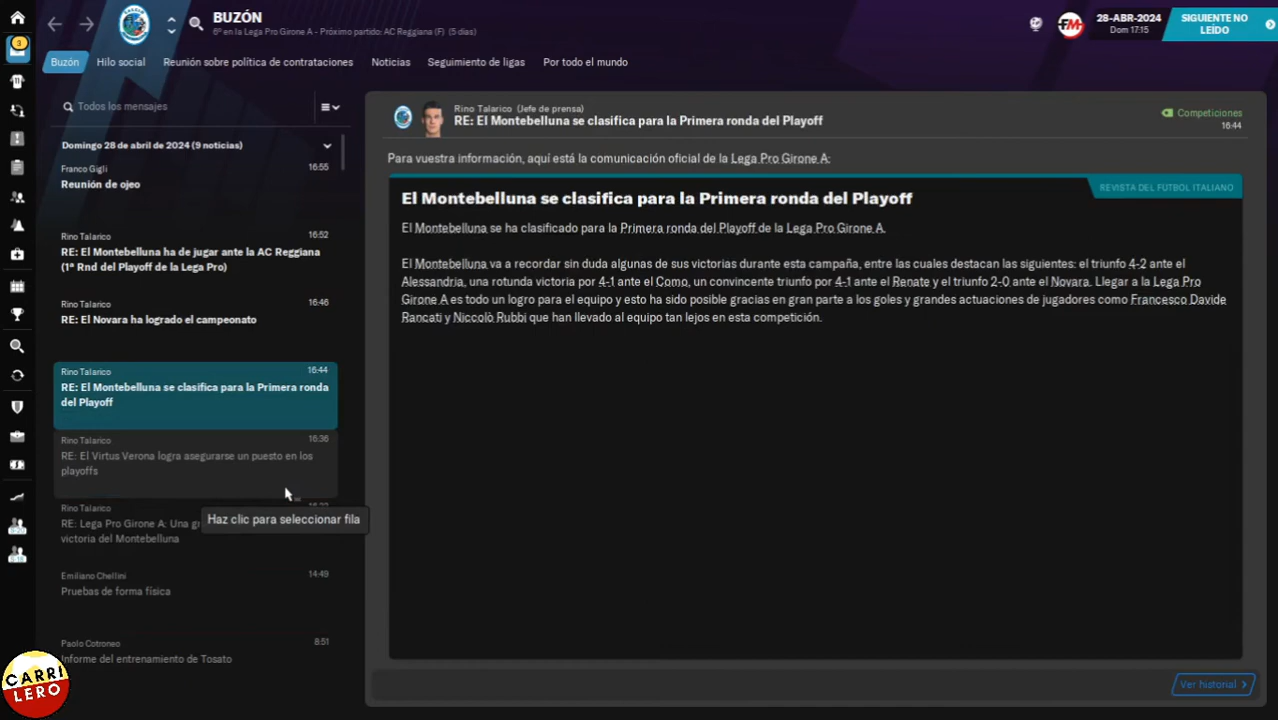 3
BUZÓN
6º en la Lega Pro Girone A - Próximo partido: AC Reggiana (F) (5 días)
FM
28-ABR-2024
Dom 17:15
SIGUIENTE NO
LEÍDO
Buzón
Hilo social
Reunión sobre política de contrataciones
Noticias
Seguimiento de ligas
Por todo el mundo
Todos los mensajes
Domingo 28 de abril de 2024 (9 noticias)
Franco Gigli
16:55
Reunión de ojeo
Rino Talarico
16:52
RE: El Montebelluna ha de jugar ante la AC Reggiana
(1ª Rnd del Playoff de la Lega Pro)
Rino Talarico
16:46
RE: El Novara ha logrado el campeonato
Rino Talarico
16:44
RE: El Montebelluna se clasifica para la Primera ronda
del Playoff
Rino Talarico
16:36
RE: El Virtus Verona logra asegurarse un puesto en los
playoffs
Rino Talarico
RE: Lega Pro Girone A: Una
victoria del Montebelluna
Haz clic para seleccionar fila
Emiliano Chellini
14:49
Pruebas de forma física
Paolo Cotroneo
8:51
Informe del entrenamiento de Tosato
CARRI
LERO
Rino Talarico (Jefe de prensa)
RE: El Montebelluna se clasifica para la Primera ronda del Playoff
Competiciones
16:44
Para vuestra información, aquí está la comunicación oficial de la Lega Pro Girone A:
REVISTA DEL FUTBOL ITALIANO
El Montebelluna se clasifica para la Primera ronda del Playoff
El Montebelluna se ha clasificado para la Primera ronda del Playoff de la Lega Pro Girone A.
El Montebelluna va a recordar sin duda algunas de sus victorias durante esta campaña, entre las cuales destacan las siguientes: el triunfo 4-2 ante el
Alessandria, una rotunda victoria por 4-1 ante el Como, un convincente triunfo por 4-1 ante el Renate y el triunfo 2-0 ante el Novara. Llegar a la Lega Pro
Girone A es todo un logro para el equipo y esto ha sido posible gracias en gran parte a los goles y grandes actuaciones de jugadores como Francesco Davide
Rancati y Niccolò Rubbi que han llevado al equipo tan lejos en esta competición.
Ver historial